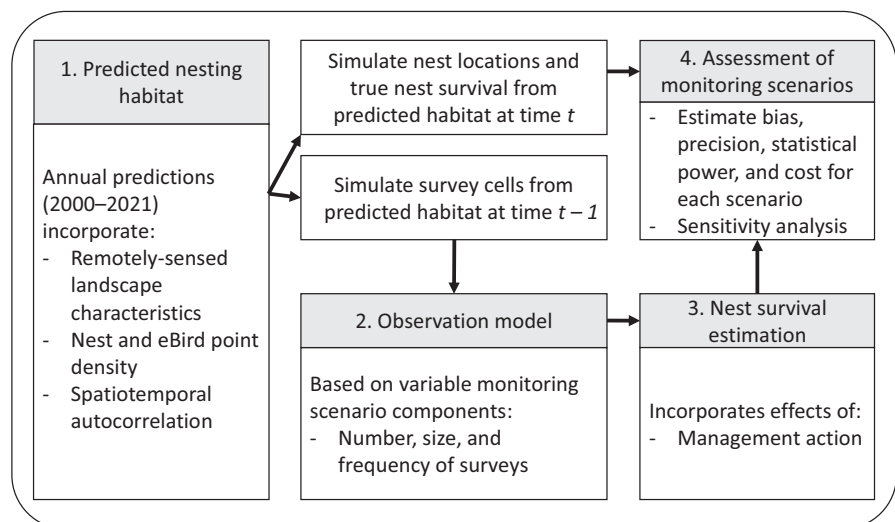 1. Predicted nesting
habitat
Annual predictions
(2000–2021)
incorporate:
- Remotely-sensed
landscape
characteristics
- Nest and eBird point
density
- Spatiotemporal
autocorrelation
Simulate nest locations and
true nest survival from
predicted habitat at time t
Simulate survey cells from
predicted habitat at time t – 1
2. Observation model
Based on variable monitoring
scenario components:
- Number, size, and
frequency of surveys
3. Nest survival
estimation
Incorporates effects of:
- Management action
4. Assessment of
monitoring scenarios
- Estimate bias,
precision, statistical
power, and cost for
each scenario
- Sensitivity analysis